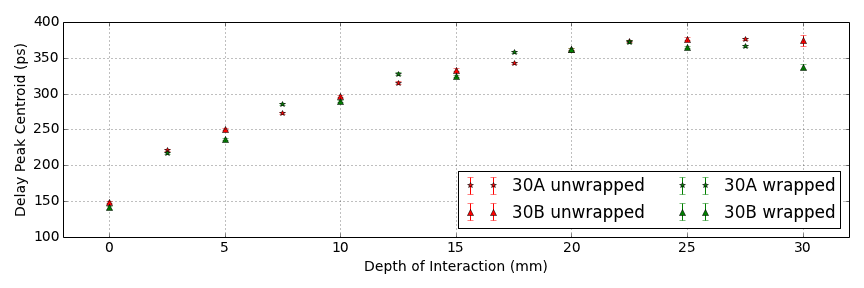 400
350
300
250
200
150
100
Delay Peak Centroid (ps)
30A unwrapped 30A wrapped
30B unwrapped 30B wrapped
0 5 10 15 20 25 30
Depth of Interaction (mm)